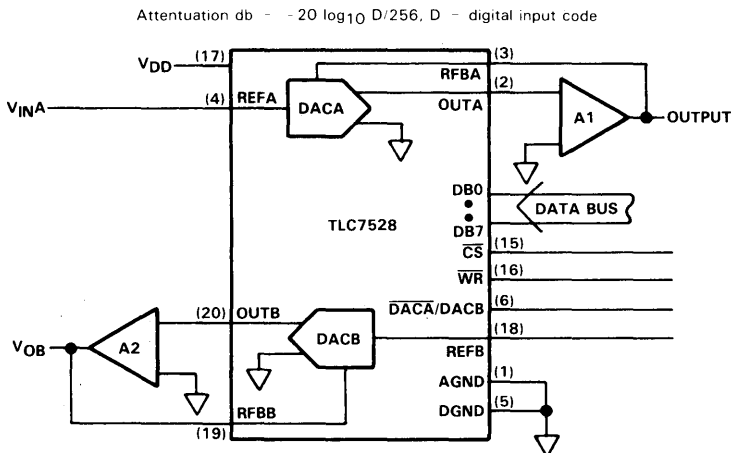 Attentuation db – -20 log10 D/256, D – digital input code
VDD (17)
(3)
RFBA
(2)
VINA (4) REFA
DACA
OUTA
A1
OUTPUT
DB0
DATA BUS
TLC7528
DB7
CS (15)
WR (16)
(20) OUTB
DACA/DACB (6)
DACB
(18)
REFB
VOB
A2
AGND (1)
DGND (5)
RFBB
(19)